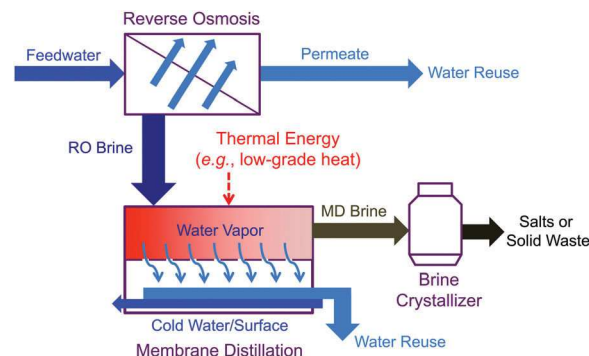 Reverse Osmosis
Feedwater
Permeate
Water Reuse
RO Brine
Thermal Energy
(e.g., low-grade heat)
Water Vapor
MD Brine
Salts or
Solid Waste
Brine
Crystallizer
Cold Water/Surface
Water Reuse
Membrane Distillation